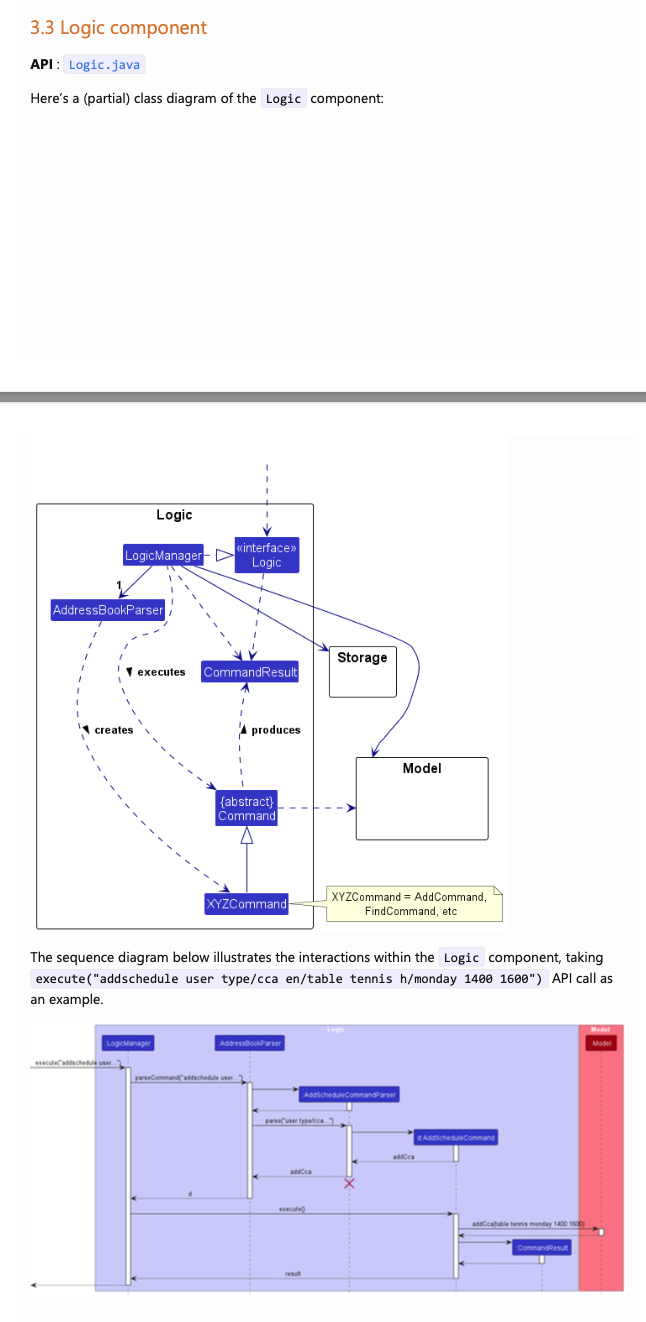 3.3 Logic component
API : Logic.java
Here's a (partial) class diagram of the Logic component:
Logic
LogicManager
«interface»
Logic
1
AddressBookParser
executes
CommandResult
Storage
creates
produces
Model
{abstract}
Command
XYZCommand
XYZCommand = AddCommand,
FindCommand, etc
The sequence diagram below illustrates the interactions within the Logic component, taking
execute("addschedule user type/cca en/table tennis h/monday 1400 1600") API call as
an example.
Logic
Model
LogicManager
AddressBookParser
Model
execute("addschedule user...")
parseCommand("addschedule user...")
:AddScheduleCommandParser
parse("user type/cca...")
d:AddScheduleCommand
addCca
addCca
d
execute()
addCca(table tennis monday 1400 1600)
:CommandResult
result